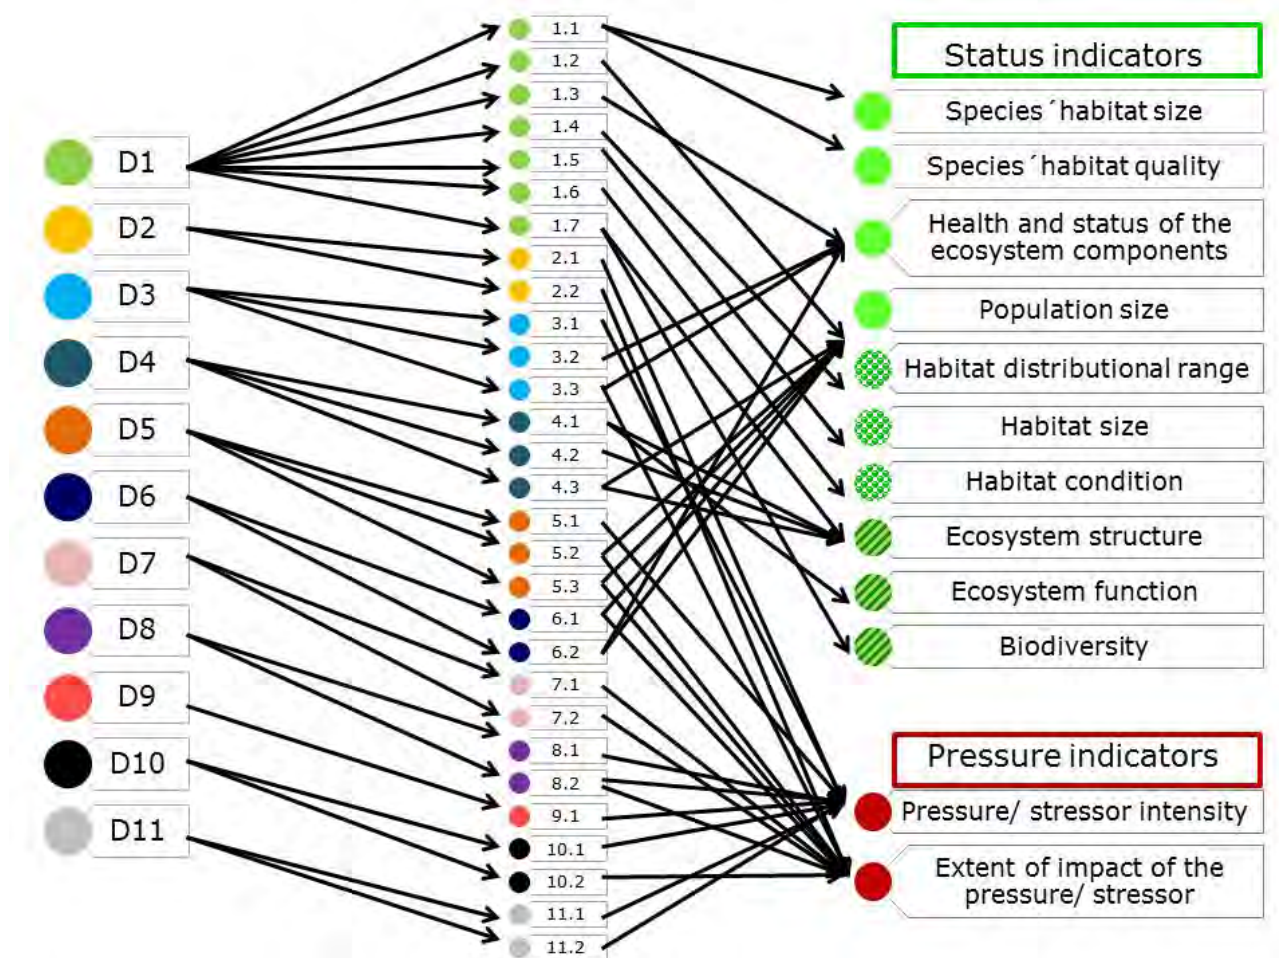 D1
D2
D3
D4
D5
D6
D7
D8
D9
D10
D11
1.1
1.2
1.3
1.4
1.5
1.6
1.7
2.1
2.2
3.1
3.2
3.3
4.1
4.2
4.3
5.1
5.2
5.3
6.1
6.2
7.1
7.2
8.1
8.2
9.1
10.1
10.2
11.1
11.2
Status indicators
Species´habitat size
Species´habitat quality
Health and status of the
ecosystem components
Population size
Habitat distributional range
Habitat size
Habitat condition
Ecosystem structure
Ecosystem function
Biodiversity
Pressure indicators
Pressure/ stressor intensity
Extent of impact of the
pressure/ stressor